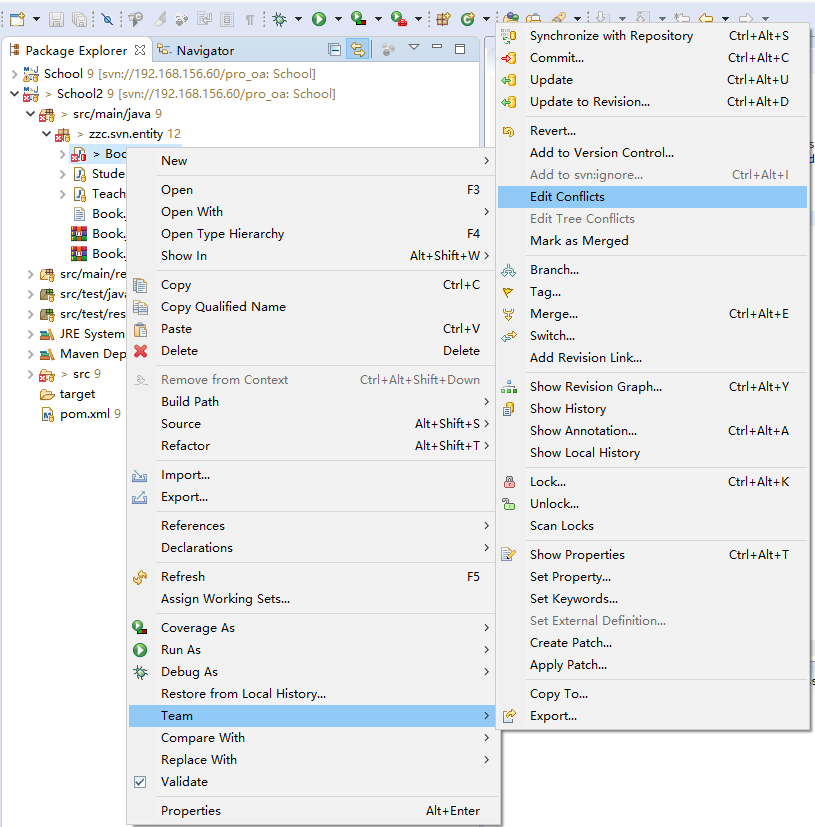 Package Explorer
Navigator
School 9 [svn://192.168.156.60/pro_oa: School]
> School2 9 [svn://192.168.156.60/pro_oa: School]
> src/main/java 9
> zzc.svn.entity 12
> Boo
Stude
Teach
Book.
Book.
Book.
src/main/re
src/test/java
src/test/res
JRE System
Maven Dep
> src 9
target
pom.xml 9
New
Open F3
Open With
Open Type Hierarchy F4
Show In Alt+Shift+W
Copy Ctrl+C
Copy Qualified Name
Paste Ctrl+V
Delete Delete
Remove from Context Ctrl+Alt+Shift+Down
Build Path
Source Alt+Shift+S
Refactor Alt+Shift+T
Import...
Export...
References
Declarations
Refresh F5
Assign Working Sets...
Coverage As
Run As
Debug As
Restore from Local History...
Team
Compare With
Replace With
Validate
Properties Alt+Enter
Synchronize with Repository Ctrl+Alt+S
Commit... Ctrl+Alt+C
Update Ctrl+Alt+U
Update to Revision... Ctrl+Alt+D
Revert...
Add to Version Control...
Add to svn:ignore... Ctrl+Alt+I
Edit Conflicts
Edit Tree Conflicts
Mark as Merged
Branch...
Tag...
Merge... Ctrl+Alt+E
Switch...
Add Revision Link...
Show Revision Graph... Ctrl+Alt+Y
Show History
Show Annotation... Ctrl+Alt+A
Show Local History
Lock... Ctrl+Alt+K
Unlock...
Scan Locks
Show Properties Ctrl+Alt+T
Set Property...
Set Keywords...
Set External Definition...
Create Patch...
Apply Patch...
Copy To...
Export...